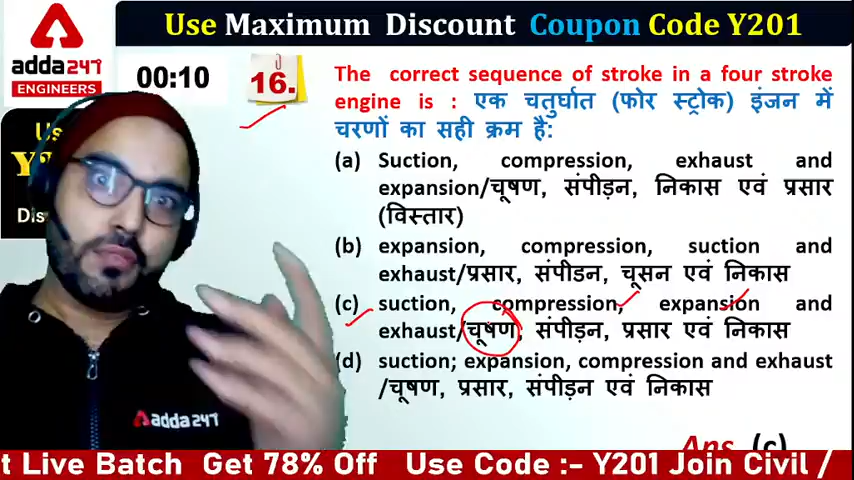 Use Maximum Discount Coupon Code Y201
adda247
ENGINEERS
00:10
16.
The correct sequence of stroke in a four stroke
engine is : एक चतुर्घात (फोर स्ट्रोक) इंजन में
चरणों का सही क्रम है:
(a) Suction, compression, exhaust and
expansion/चूषण, संपीड़न, निकास एवं प्रसार
(विस्तार)
(b) expansion, compression, suction and
exhaust/प्रसार, संपीडन, चूसन एवं निकास
(c) suction, compression, expansion and
exhaust/चूषण, संपीड़न, प्रसार एवं निकास
(d) suction; expansion, compression and exhaust
/चूषण, प्रसार, संपीड़न एवं निकास
Ans (c)
adda247
t Live Batch Get 78% Off Use Code :- Y201 Join Civil /